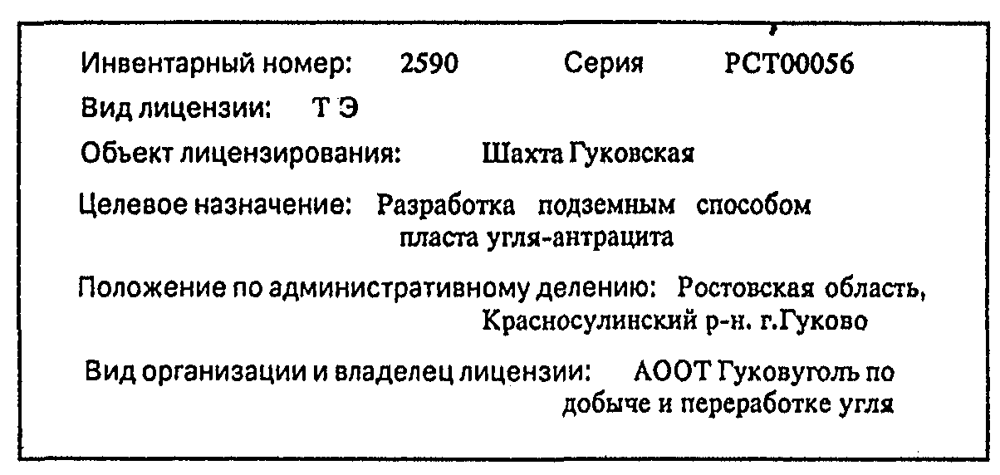 Инвентарный номер: 2590 Серия РСТ00056
Вид лицензии: Т Э
Объект лицензирования: Шахта Гуковская
Целевое назначение: Разработка подземным способом
пласта угля-антрацита
Положение по административному делению: Ростовская область,
Красносулинский р-н. г.Гуково
Вид организации и владелец лицензии: АООТ Гуковуголь по
добыче и переработке угля